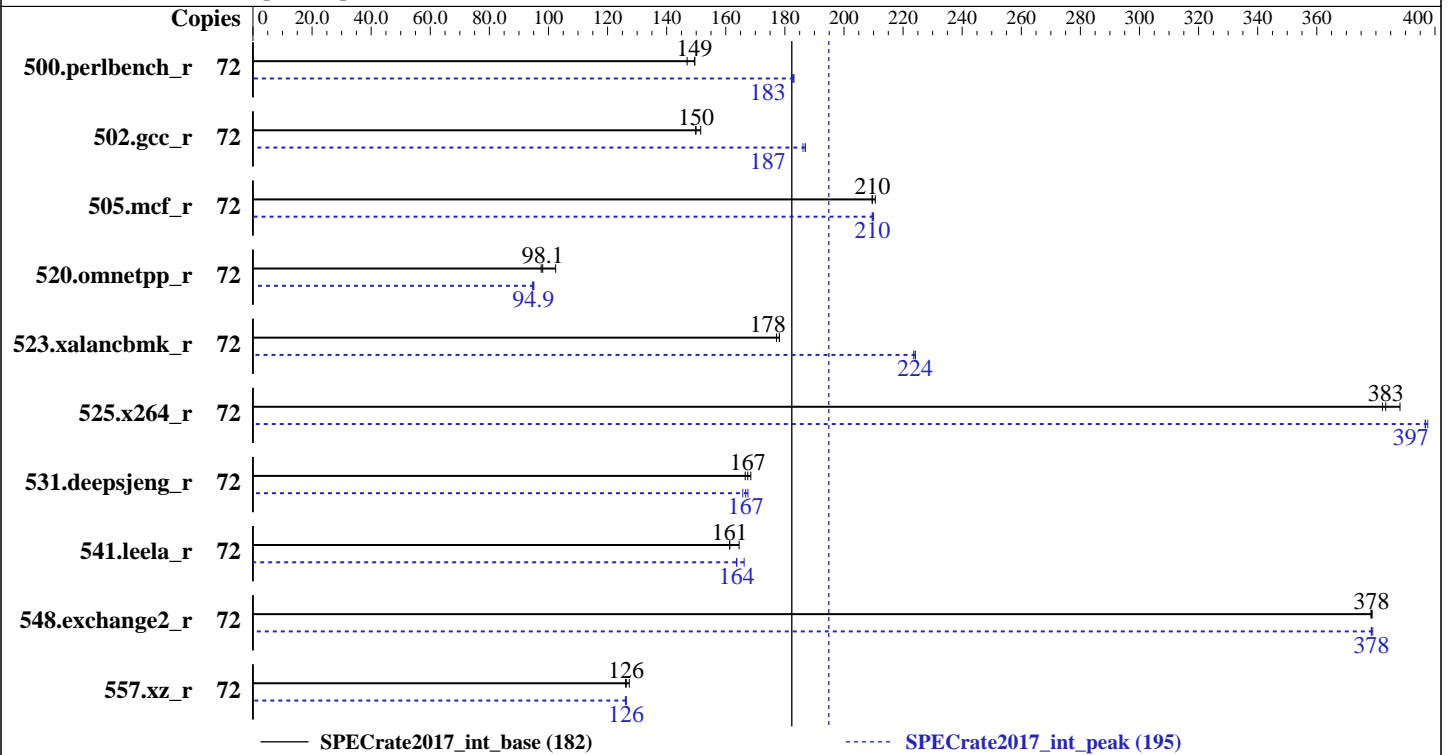 Copies 0 20.0 40.0 60.0 80.0 100 120 140 160 180 200 220 240 260 280 300 320 340 360 400
149
500.perlbench_r 72
183
150
502.gcc_r 72
187
210
505.mcf_r 72
210
98.1
520.omnetpp_r 72
94.9
178
523.xalancbmk_r 72
224
383
525.x264_r 72
397
167
531.deepsjeng_r 72
167
161
541.leela_r 72
164
378
548.exchange2_r 72
378
126
557.xz_r 72
126
SPECrate2017_int_base (182) SPECrate2017_int_peak (195)